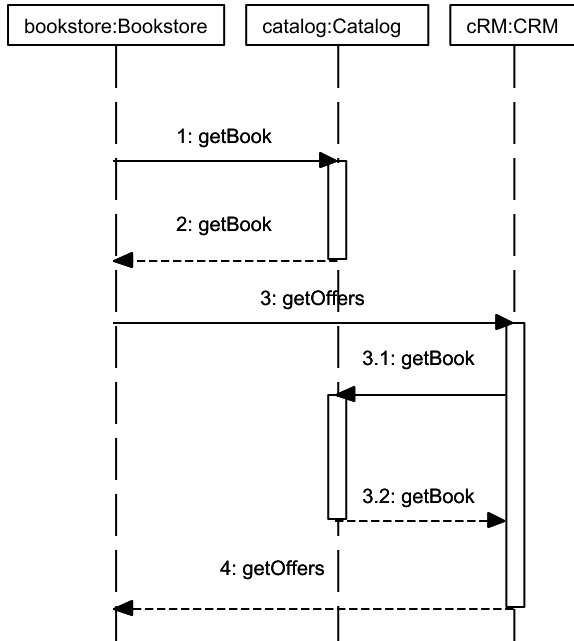 bookstore:Bookstore
catalog:Catalog
cRM:CRM
1: getBook
2: getBook
3: getOffers
3.1: getBook
3.2: getBook
4: getOffers